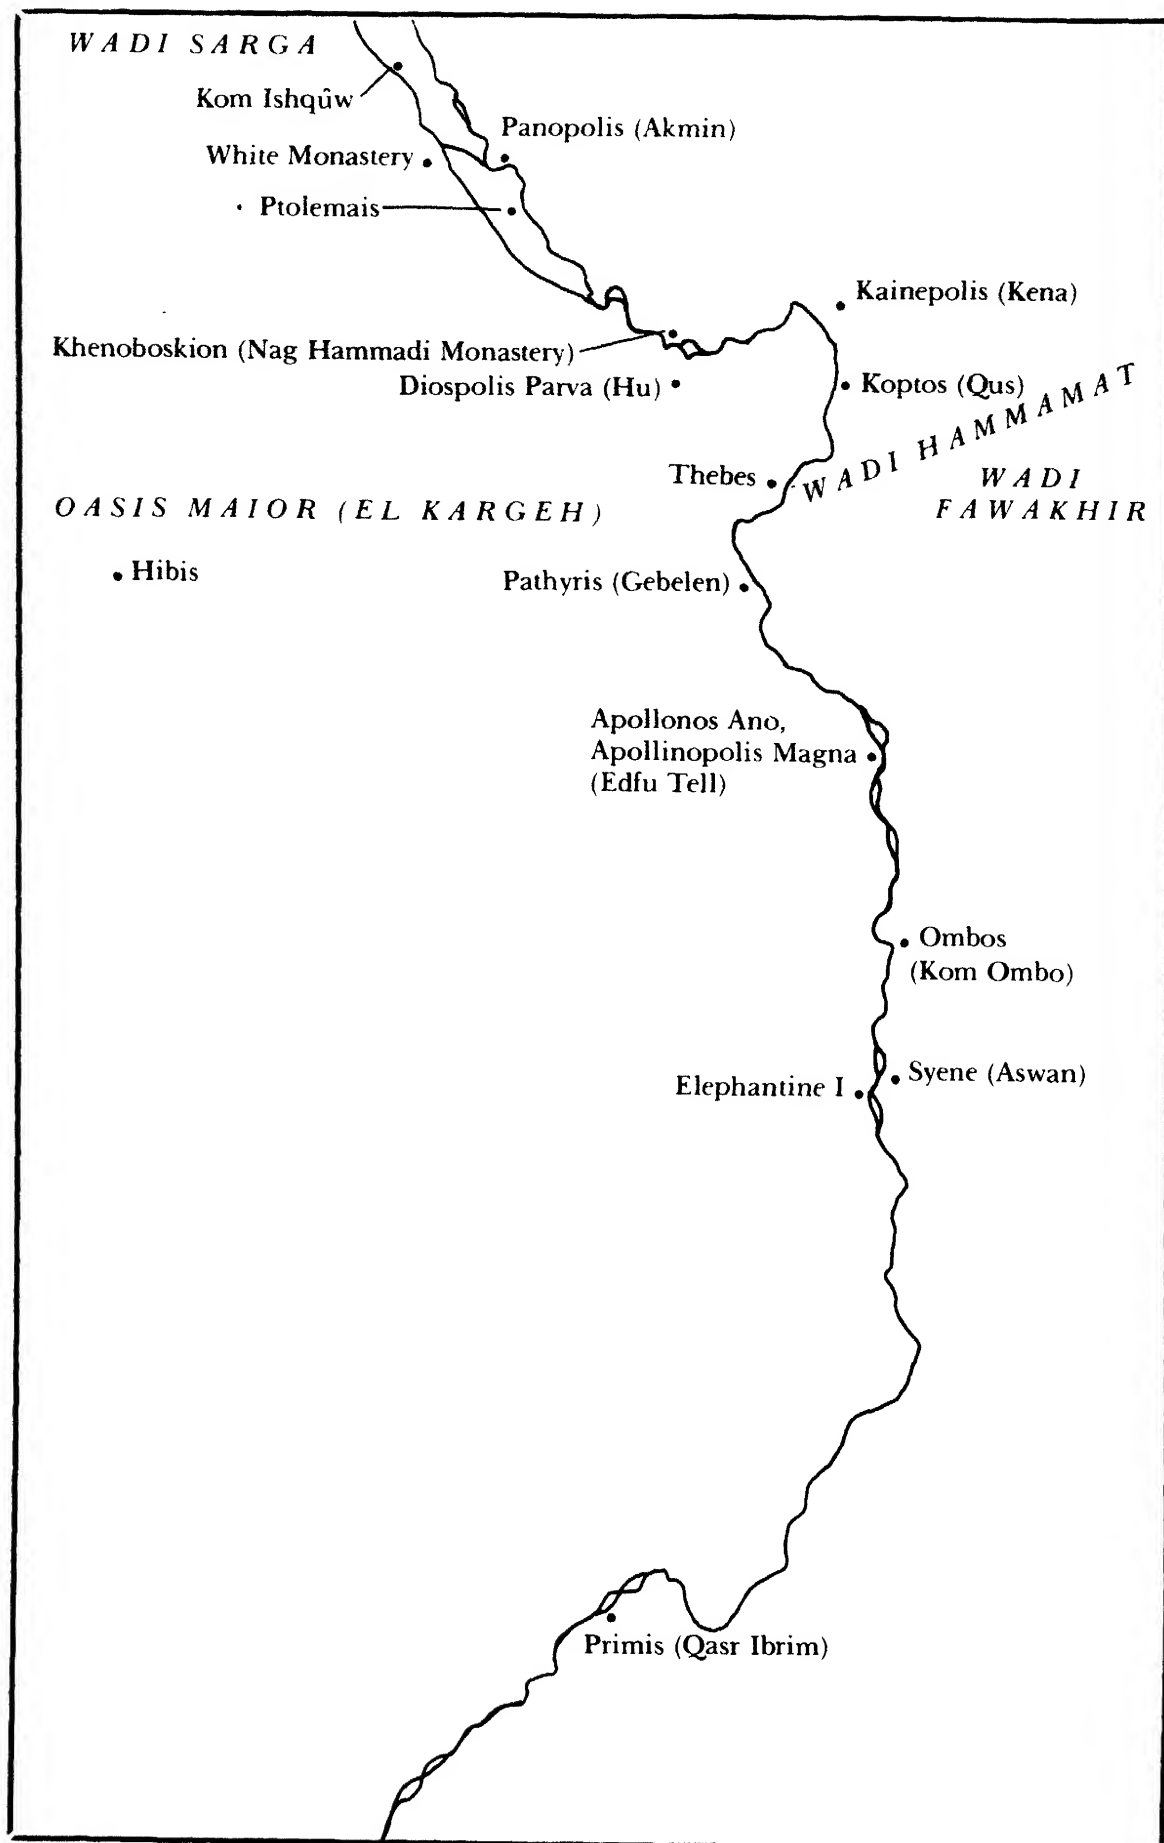 WADI SARGA
Kom Ishqûw
Panopolis (Akmin)
White Monastery
Ptolemais
Kainepolis (Kena)
Khenoboskion (Nag Hammadi Monastery)
Diospolis Parva (Hu)
Koptos (Qus)
WADI HAMMAMAT
Thebes
WADI
FAWAKHIR
OASIS MAIOR (EL KARGEH)
Hibis
Pathyris (Gebelen)
Apollonos Ano,
Apollinopolis Magna
(Edfu Tell)
Ombos
(Kom Ombo)
Syene (Aswan)
Elephantine I
Primis (Qasr Ibrim)